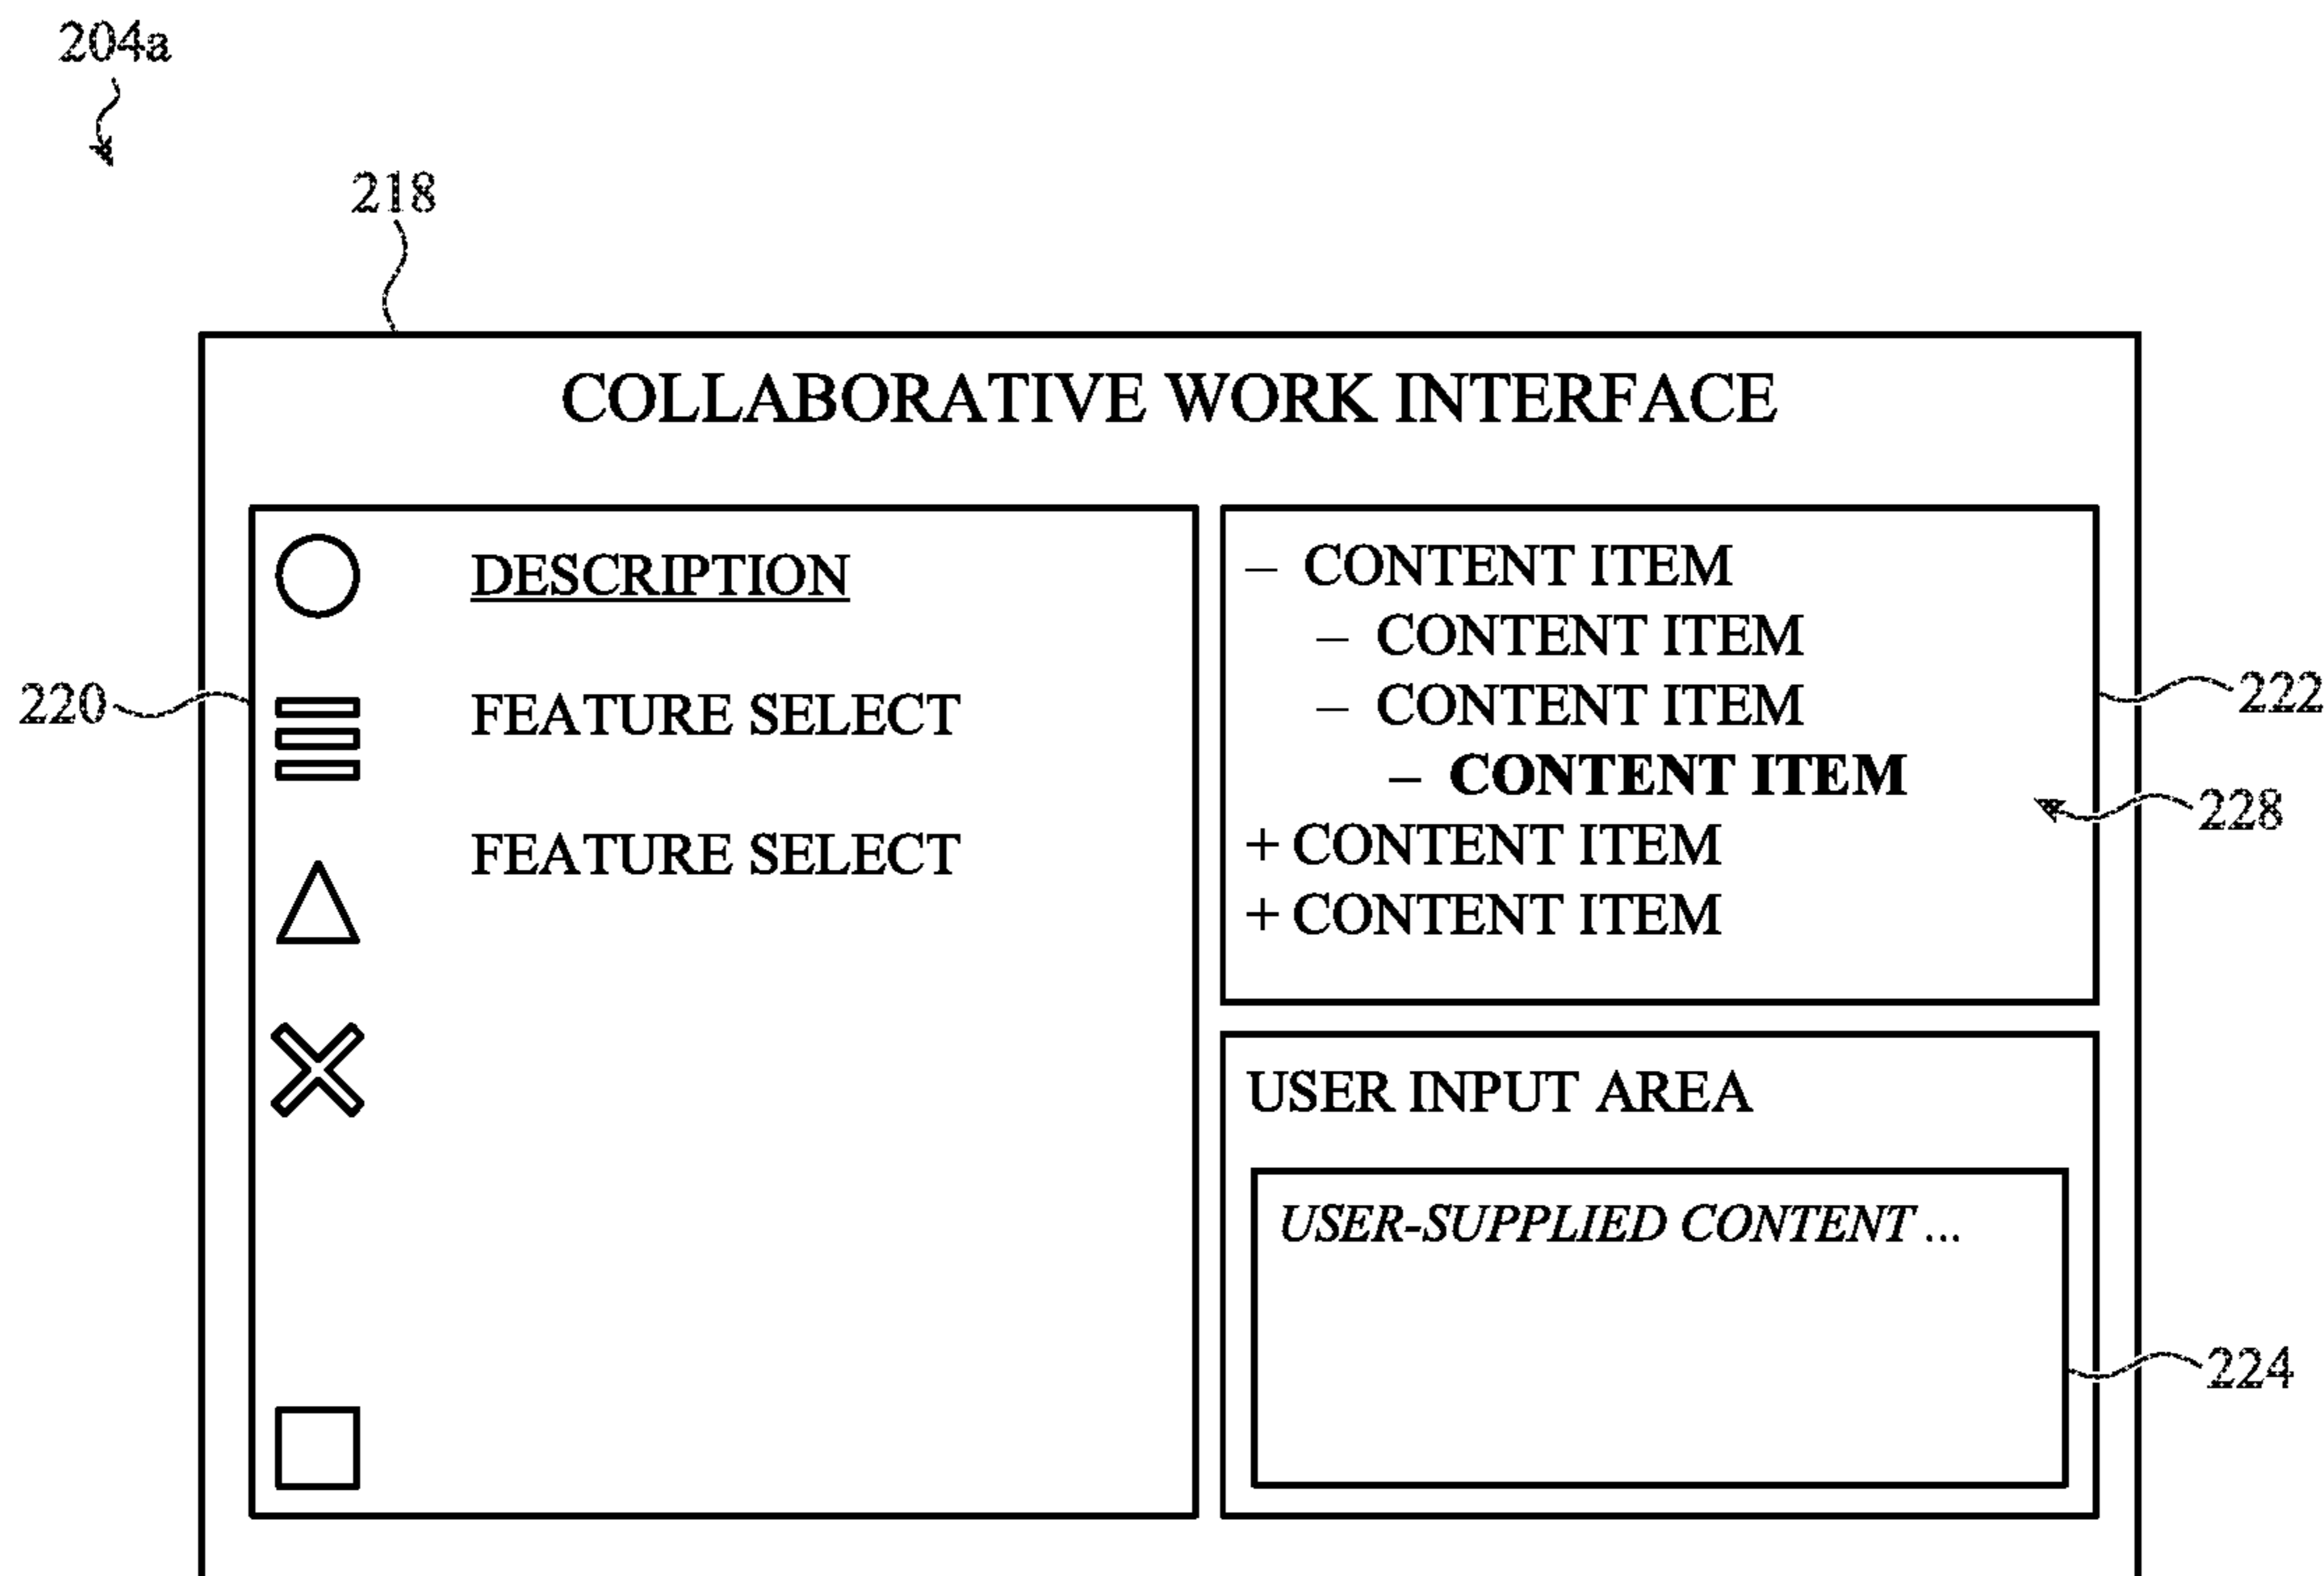 204a
218
COLLABORATIVE WORK INTERFACE
220
DESCRIPTION
FEATURE SELECT
FEATURE SELECT
– CONTENT ITEM
– CONTENT ITEM
– CONTENT ITEM
– CONTENT ITEM
+ CONTENT ITEM
+ CONTENT ITEM
222
228
USER INPUT AREA
USER-SUPPLIED CONTENT ...
224